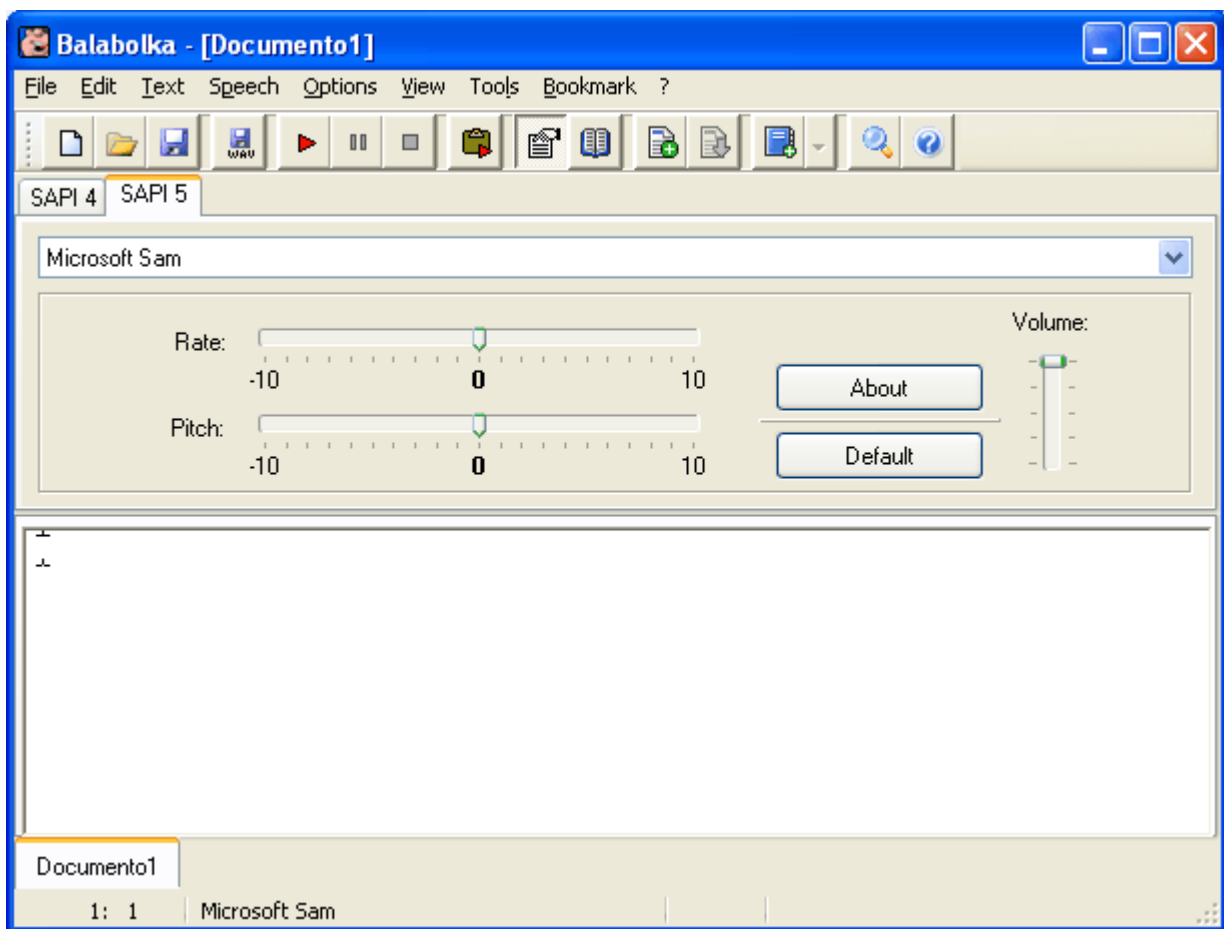 Balabolka - [Documento1]
File Edit Text Speech Options View Tools Bookmark ?
WAV
SAPI 4 SAPI 5
Microsoft Sam
Rate:
-10 0 10
Pitch:
-10 0 10
About
Default
Volume:
Documento1
1: 1 Microsoft Sam